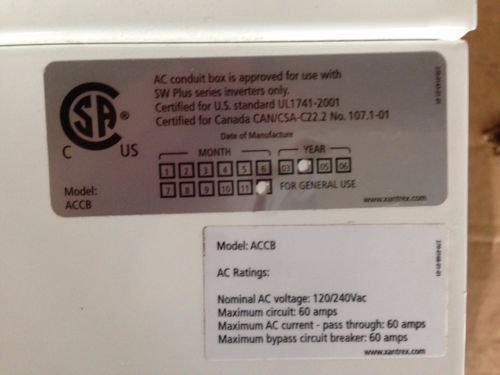 AC conduit box is approved for use with
SW Plus series inverters only.
Certified for U.S. standard UL1741-2001
Certified for Canada CAN/CSA-C22.2 No. 107.1-01
CSA ®
C US
Date of Manufacture
MONTH YEAR
1 2 3 4 5 6 03 05 06
7 8 9 10 11 FOR GENERAL USE
Model:
ACCB
www.xantrex.com
Model: ACCB
AC Ratings:
Nominal AC voltage: 120/240Vac
Maximum circuit: 60 amps
Maximum AC current - pass through: 60 amps
Maximum bypass circuit breaker: 60 amps
www.xantrex.com